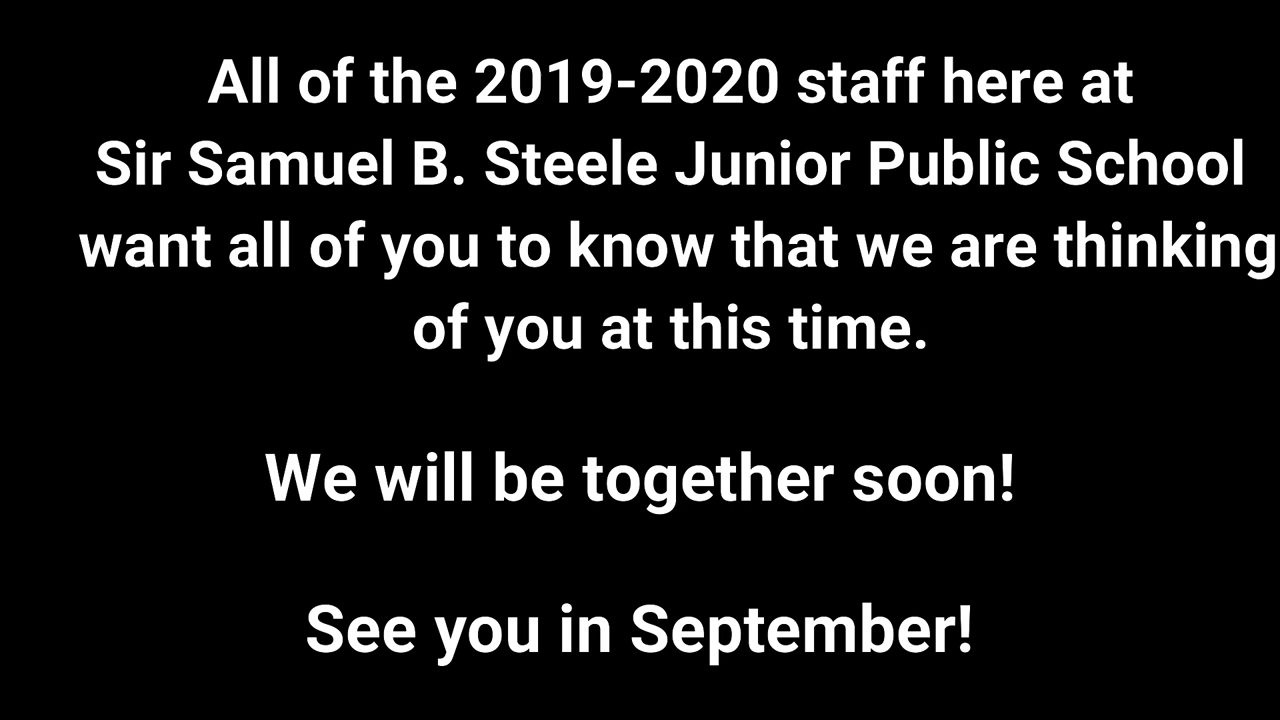 All of the 2019-2020 staff here at
Sir Samuel B. Steele Junior Public School
want all of you to know that we are thinking
of you at this time.
We will be together soon!
See you in September!